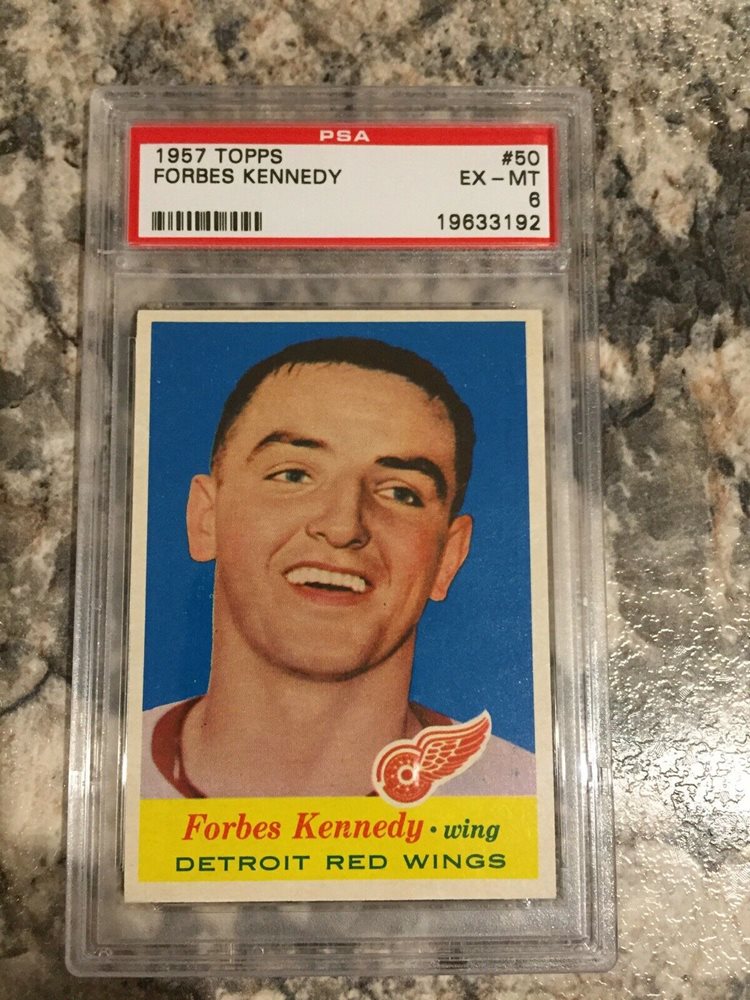 PSA
1957 TOPPS #50
FORBES KENNEDY EX-MT
6
19633192
Forbes Kennedy • wing
DETROIT RED WINGS